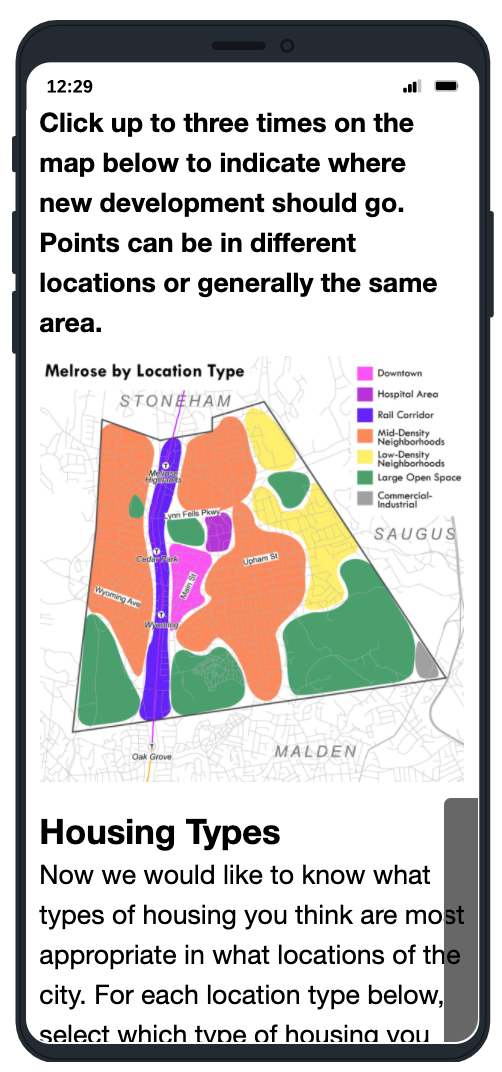 12:29
Click up to three times on the
map below to indicate where
new development should go.
Points can be in different
locations or generally the same
area.
Melrose by Location Type
STONEHAM
Downtown
Hospital Area
Rail Corridor
Mid-Density
Neighborhoods
Low-Density
Neighborhoods
Large Open Space
Commercial-
Industrial
T
Melrose
Highlands
Lynn Fells Pkwy
SAUGUS
T
Cedar Park
Upham St
Main St
Wyoming Ave
T
Wyoming
MALDEN
T
Oak Grove
Housing Types
Now we would like to know what
types of housing you think are most
appropriate in what locations of the
city. For each location type below,
select which type of housing you